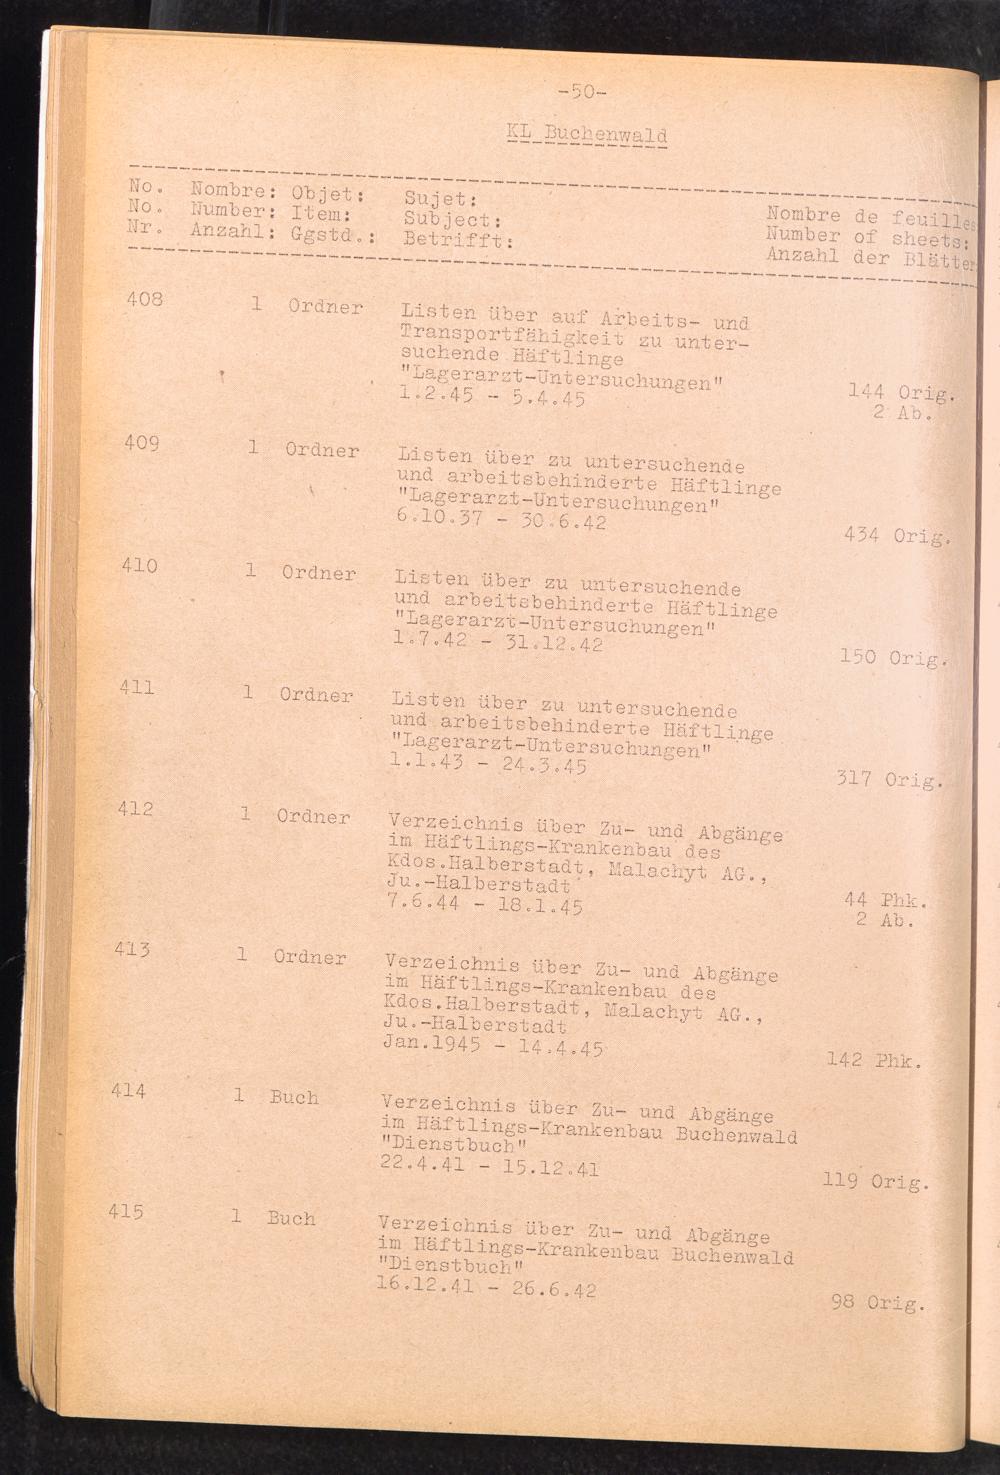 -50-
KL Buchenwald
No. Nombre: Objet: Sujet: Nombre de feuilles
No. Number: Item: Subject: Number of sheets:
Nr. Anzahl: Ggstd.: Betrifft: Anzahl der Blätter
408 1 Ordner Listen über auf Arbeits- und
Transportfähigkeit zu unter-
suchende Häftlinge
"Lagerarzt-Untersuchungen"
1.2.45 - 5.4.45 144 Orig.
2 Ab.
409 1 Ordner Listen über zu untersuchende
und arbeitsbehinderte Häftlinge
"Lagerarzt-Untersuchungen"
6.10.37 - 30.6.42 434 Orig.
410 1 Ordner Listen über zu untersuchende
und arbeitsbehinderte Häftlinge
"Lagerarzt-Untersuchungen"
1.7.42 - 31.12.42 150 Orig.
411 1 Ordner Listen über zu untersuchende
und arbeitsbehinderte Häftlinge
"Lagerarzt-Untersuchungen"
1.1.43 - 24.3.45 317 Orig.
412 1 Ordner Verzeichnis über Zu- und Abgänge
im Häftlings-Krankenbau des
Kdos.Halberstadt, Malachyt AG.,
Ju.-Halberstadt
7.6.44 - 18.1.45 44 Phk.
2 Ab.
413 1 Ordner Verzeichnis über Zu- und Abgänge
im Häftlings-Krankenbau des
Kdos.Halberstadt, Malachyt AG.,
Ju.-Halberstadt
Jan.1945 - 14.4.45 142 Phk.
414 1 Buch Verzeichnis über Zu- und Abgänge
im Häftlings-Krankenbau Buchenwald
"Dienstbuch"
22.4.41 - 15.12.41 119 Orig.
415 1 Buch Verzeichnis über Zu- und Abgänge
im Häftlings-Krankenbau Buchenwald
"Dienstbuch"
16.12.41 - 26.6.42 98 Orig.